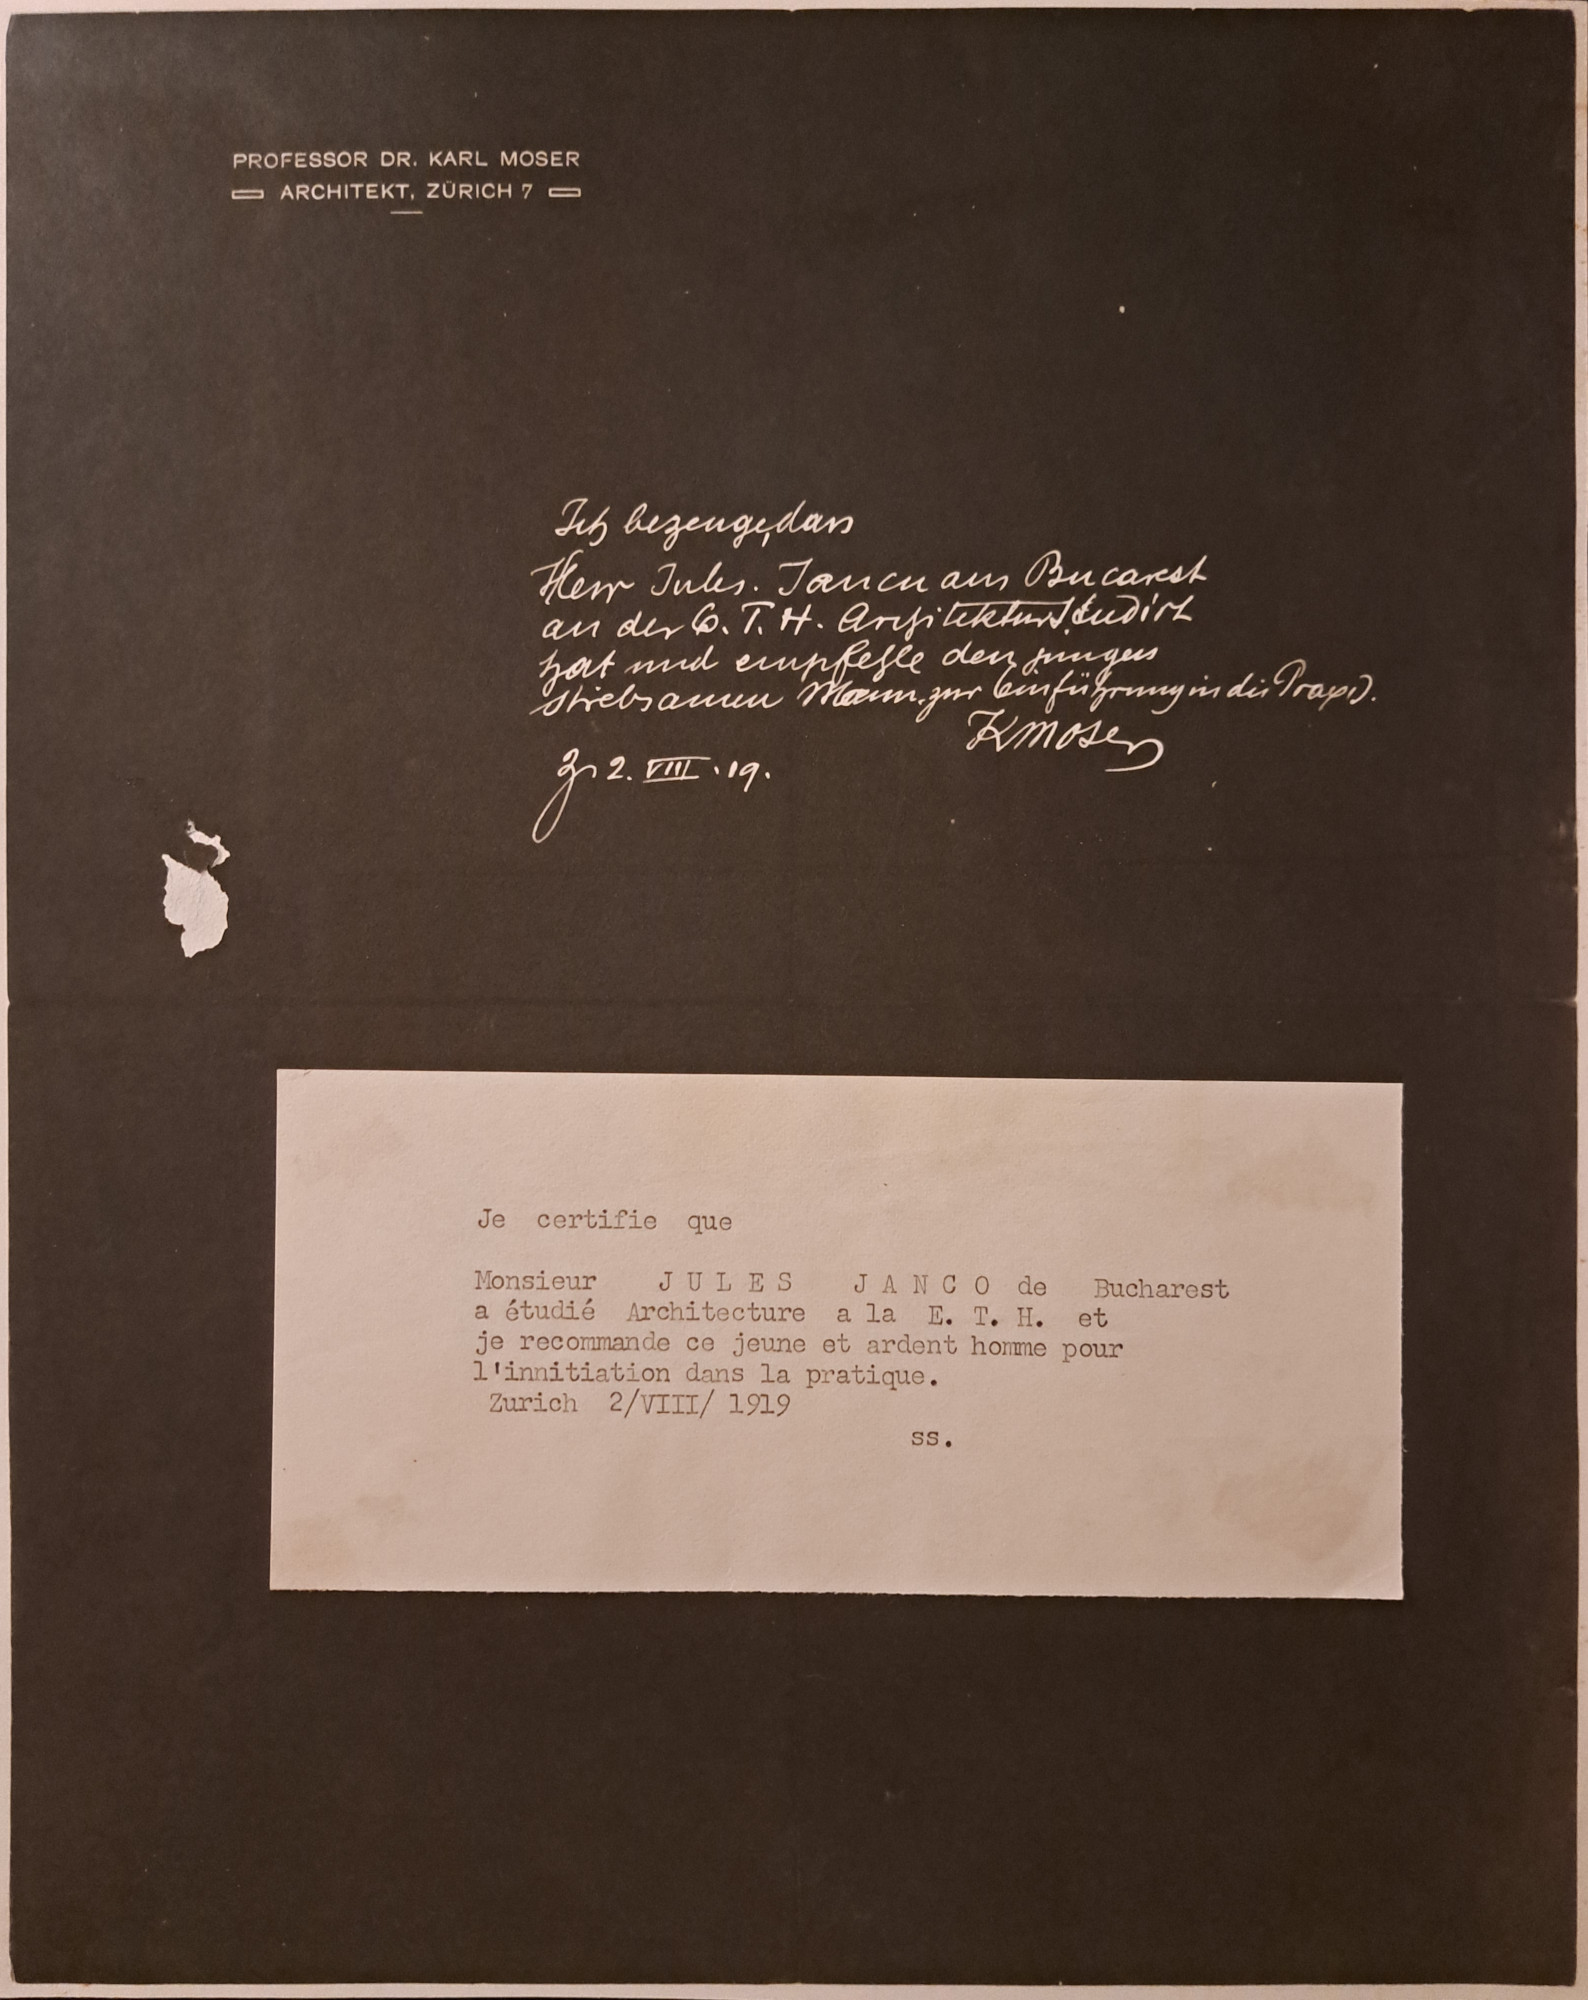 PROFESSOR DR. KARL MOSER
ARCHITEKT, ZÜRICH 7
Ich bezeuge, dass
Herr Jules. Iancu aus Bucarest
an der E. T. H. Architektur studirt
hat und empfehle den jungen
strebsamen Mann zur Einführung in die Praxis.
K Moser
Z. 2. VIII. 19.
Je certifie que
Monsieur JULES JANCO de Bucharest
a étudié Architecture a la E. T. H. et
je recommande ce jeune et ardent homme pour
l'innitiation dans la pratique.
Zurich 2/VIII/ 1919
ss.